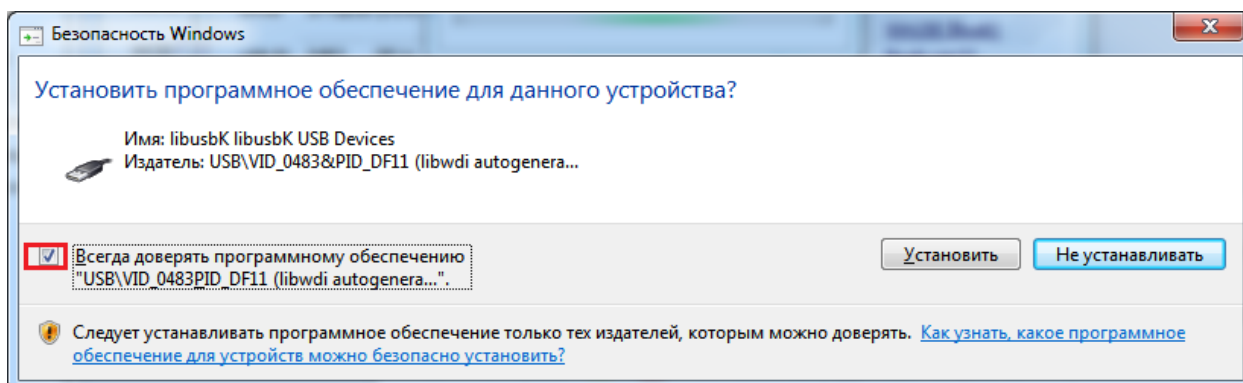 Безопасность Windows
Установить программное обеспечение для данного устройства?
Имя: libusbK libusbK USB Devices
Издатель: USB\VID_0483&PID_DF11 (libwdi autogenera...
Всегда доверять программному обеспечению
"USB\VID_0483PID_DF11 (libwdi autogenera...".
Установить
Не устанавливать
Следует устанавливать программное обеспечение только тех издателей, которым можно доверять. Как узнать, какое программное
обеспечение для устройств можно безопасно установить?